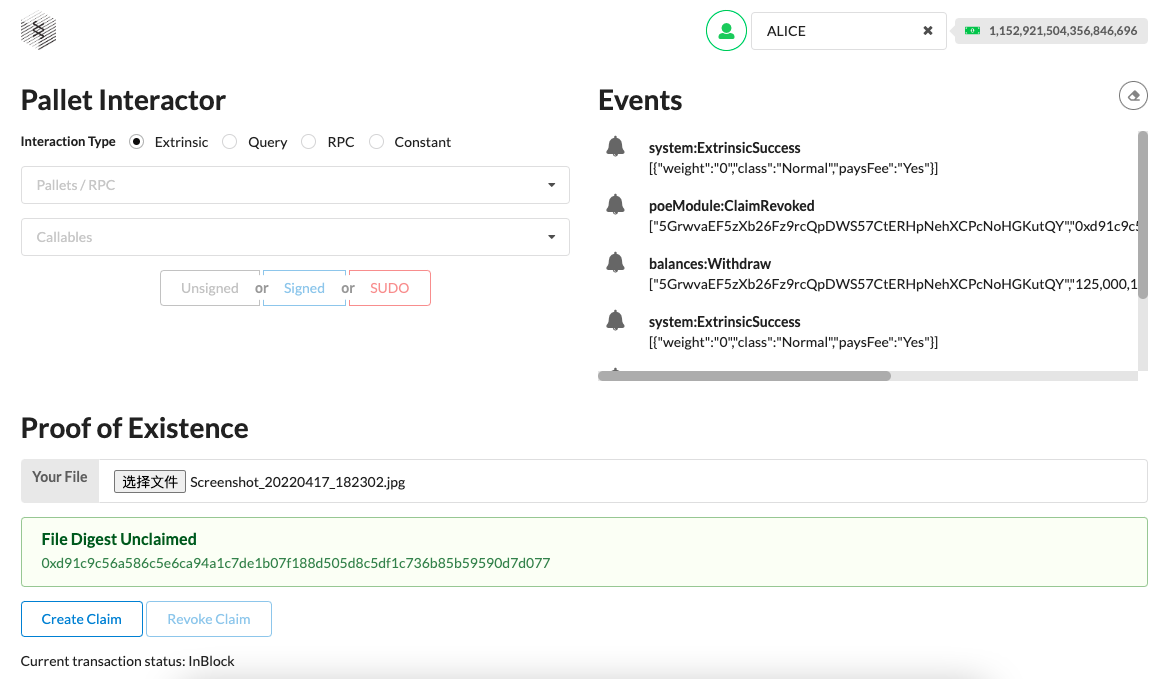 ALICE
1,152,921,504,356,846,696
Pallet Interactor
Interaction Type Extrinsic Query RPC Constant
Pallets / RPC
Callables
Unsigned or Signed or SUDO
Events
system:ExtrinsicSuccess
[{"weight":"0","class":"Normal","paysFee":"Yes"}]
poeModule:ClaimRevoked
["5GrwvaEF5zXb26Fz9rcQpDWS57CtERHpNehXCPcNoHGKutQY","0xd91c9c5
balances:Withdraw
["5GrwvaEF5zXb26Fz9rcQpDWS57CtERHpNehXCPcNoHGKutQY","125,000,1
system:ExtrinsicSuccess
[{"weight":"0","class":"Normal","paysFee":"Yes"}]
Proof of Existence
Your File 选择文件 Screenshot_20220417_182302.jpg
File Digest Unclaimed
0xd91c9c56a586c5e6ca94a1c7de1b07f188d505d8c5df1c736b85b59590d7d077
Create Claim Revoke Claim
Current transaction status: InBlock